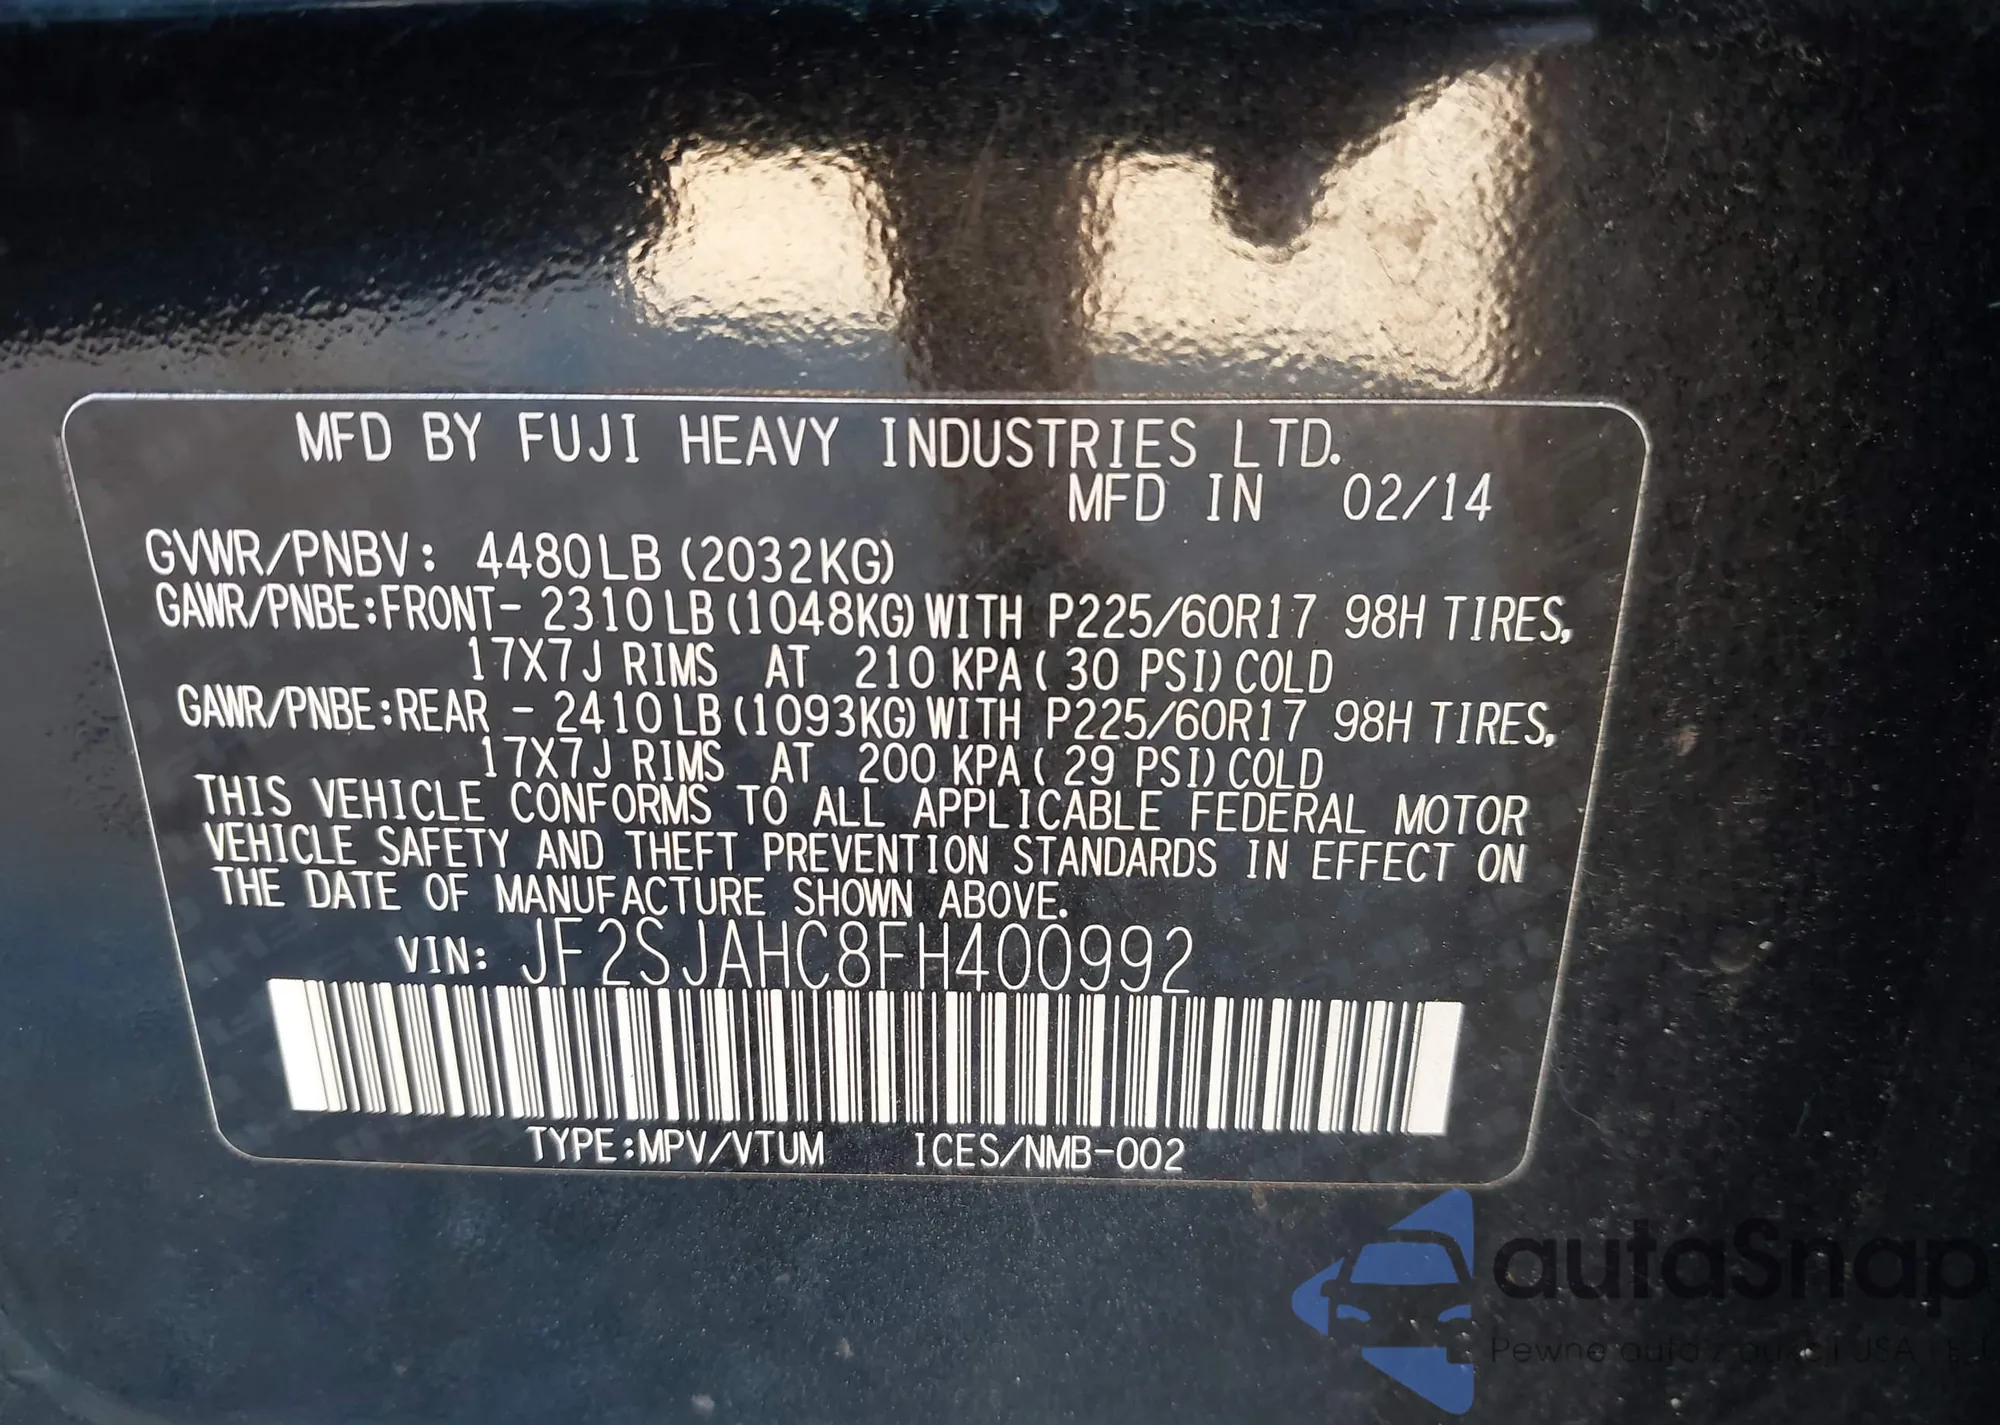 MFD BY FUJI HEAVY INDUSTRIES LTD.
MFD IN 02/14
GVWR/PNBV: 4480LB (2032KG)
GAWR/PNBE:FRONT- 2310LB(1048KG)WITH P225/60R17 98H TIRES,
17X7J RIMS AT 210 KPA( 30 PSI)COLD
GAWR/PNBE:REAR - 2410LB(1093KG)WITH P225/60R17 98H TIRES,
17X7J RIMS AT 200 KPA( 29 PSI)COLD
THIS VEHICLE CONFORMS TO ALL APPLICABLE FEDERAL MOTOR
VEHICLE SAFETY AND THEFT PREVENTION STANDARDS IN EFFECT ON
THE DATE OF MANUFACTURE SHOWN ABOVE.
VIN: JF2SJAHC8FH400992
TYPE:MPV/VTUM ICES/NMB-002
autaSnap
Pewne auta z aukcji USA i